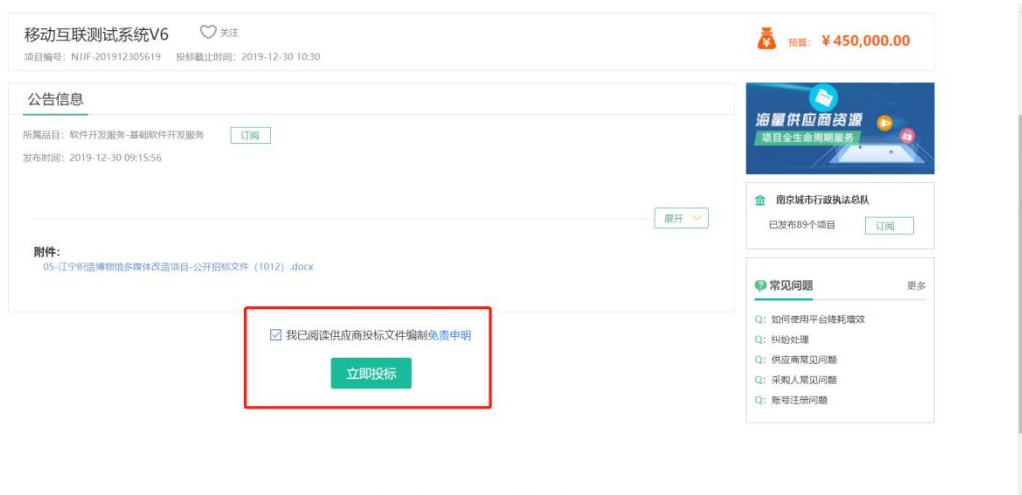 移动互联测试系统V6
关注
项目编号: NJJF-201912305619 投标截止时间: 2019-12-30 10:30
预算: ￥450,000.00
公告信息
所属品目: 软件开发服务-基础软件开发服务
订阅
发布时间: 2019-12-30 09:15:56
展开
附件:
05-江宁织造博物馆多媒体改造项目-公开招标文件 (1012) .docx
我已阅读供应商投标文件编制免责申明
立即投标
海量供应商资源
项目全生命周期服务
南京城市行政执法总队
已发布89个项目
订阅
常见问题
更多
Q: 如何使用平台降耗增效
Q: 纠纷处理
Q: 供应商常见问题
Q: 采购人常见问题
Q: 账号注册问题